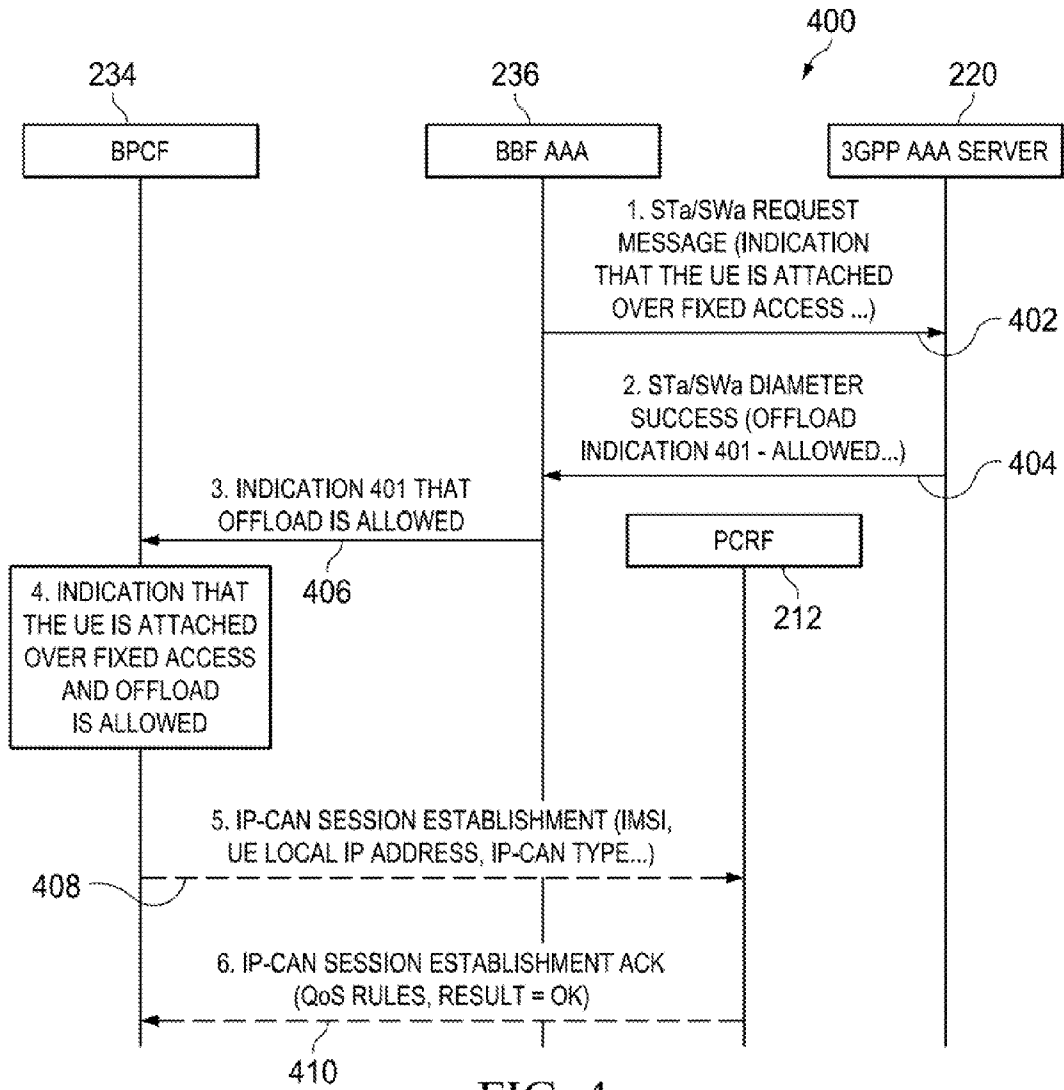 400
234
236
220
BPCF
BBF AAA
3GPP AAA SERVER
1. STa/SWa REQUEST
MESSAGE (INDICATION
THAT THE UE IS ATTACHED
OVER FIXED ACCESS ...)
402
2. STa/SWa DIAMETER
SUCCESS (OFFLOAD
INDICATION 401 - ALLOWED...)
404
3. INDICATION 401 THAT
OFFLOAD IS ALLOWED
406
PCRF
212
4. INDICATION THAT
THE UE IS ATTACHED
OVER FIXED ACCESS
AND OFFLOAD
IS ALLOWED
5. IP-CAN SESSION ESTABLISHMENT (IMSI,
UE LOCAL IP ADDRESS, IP-CAN TYPE...)
408
6. IP-CAN SESSION ESTABLISHMENT ACK
(QoS RULES, RESULT = OK)
410
FIG. 4